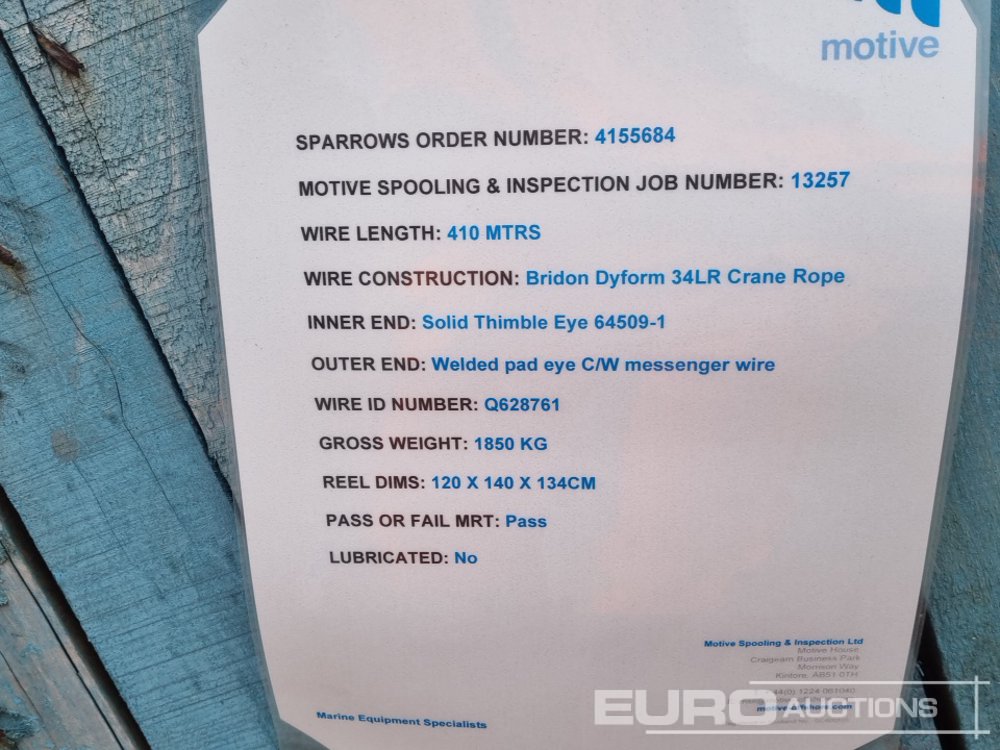 motive
SPARROWS ORDER NUMBER: 4155684
MOTIVE SPOOLING & INSPECTION JOB NUMBER: 13257
WIRE LENGTH: 410 MTRS
WIRE CONSTRUCTION: Bridon Dyform 34LR Crane Rope
INNER END: Solid Thimble Eye 64509-1
OUTER END: Welded pad eye C/W messenger wire
WIRE ID NUMBER: Q628761
GROSS WEIGHT: 1850 KG
REEL DIMS: 120 X 140 X 134CM
PASS OR FAIL MRT: Pass
LUBRICATED: No
Motive Spooling & Inspection Ltd
Motive House
Craigearn Business Park
Morrison Way
Kintore, AB51 0TH
Marine Equipment Specialists
EURO AUCTIONS